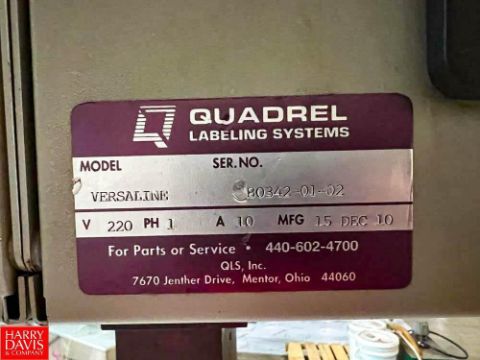 QUADREL
LABELING SYSTEMS
MODEL SER.NO.
VERSALINE 80342-01-02
V 220 PH 1 A 10 MFG 15 DEC 10
For Parts or Service • 440-602-4700
QLS, Inc.
7670 Jenther Drive, Mentor, Ohio 44060
HARRY
DAVIS
& COMPANY